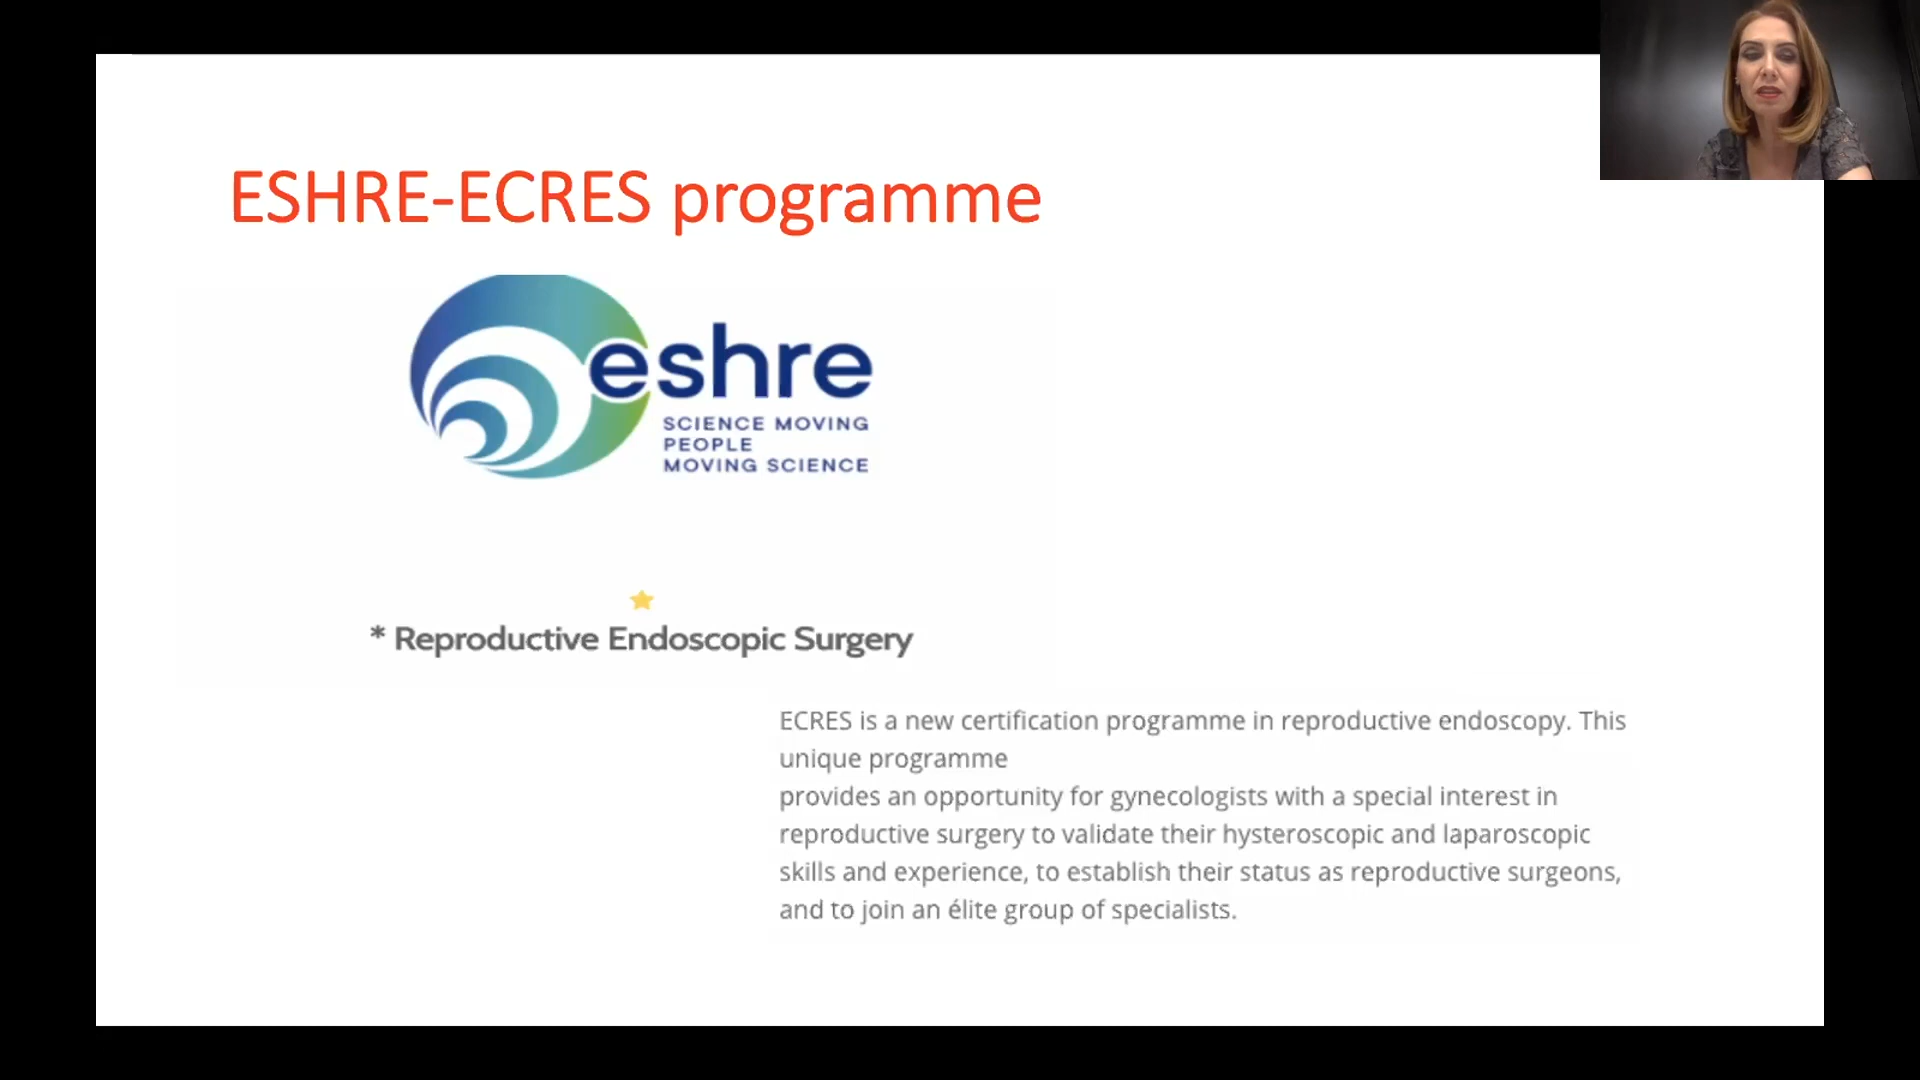 ESHRE-ECRES programme
eshre
SCIENCE MOVING
PEOPLE
MOVING SCIENCE
* Reproductive Endoscopic Surgery
ECRES is a new certification programme in reproductive endoscopy. This
unique programme
provides an opportunity for gynecologists with a special interest in
reproductive surgery to validate their hysteroscopic and laparoscopic
skills and experience, to establish their status as reproductive surgeons,
and to join an élite group of specialists.